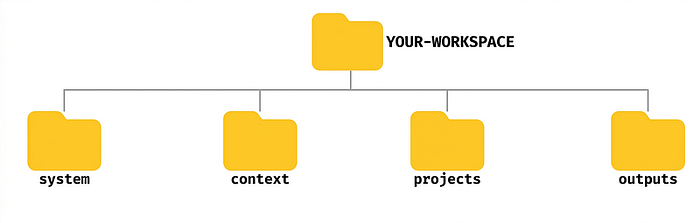 YOUR-WORKSPACE
system
context
projects
outputs